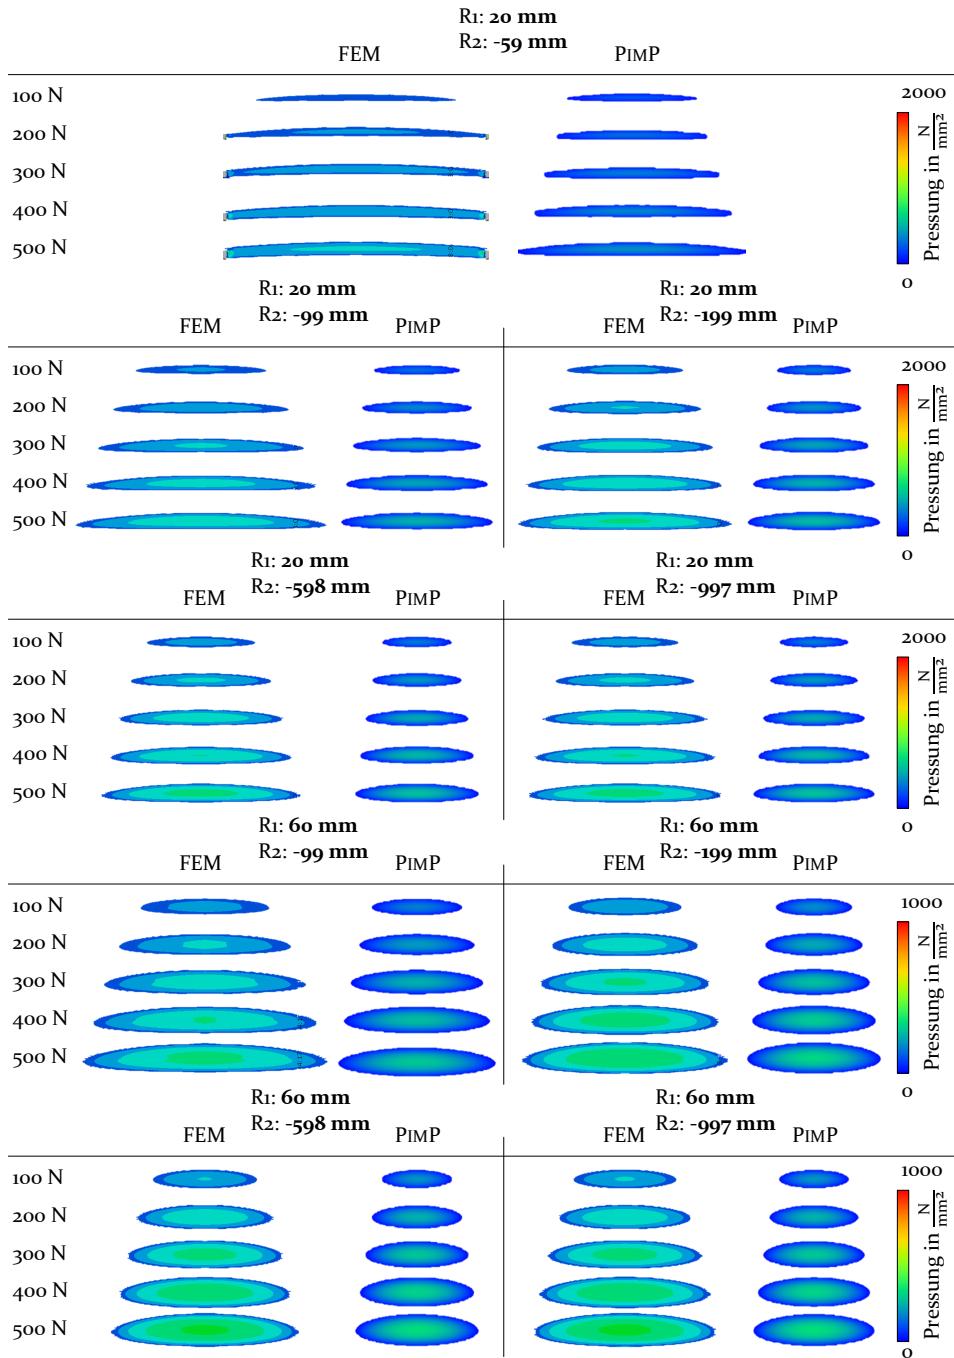 R1: 20 mm
R2: -59 mm
FEM PIMP
100 N
200 N
300 N
400 N
500 N
2000
Pressung in N/mm²
0
R1: 20 mm R1: 20 mm
R2: -99 mm R2: -199 mm
FEM PIMP FEM PIMP
100 N
200 N
300 N
400 N
500 N
2000
Pressung in N/mm²
0
R1: 20 mm R1: 20 mm
R2: -598 mm R2: -997 mm
FEM PIMP FEM PIMP
100 N
200 N
300 N
400 N
500 N
2000
Pressung in N/mm²
0
R1: 60 mm R1: 60 mm
R2: -99 mm R2: -199 mm
FEM PIMP FEM PIMP
100 N
200 N
300 N
400 N
500 N
1000
Pressung in N/mm²
0
R1: 60 mm R1: 60 mm
R2: -598 mm R2: -997 mm
FEM PIMP FEM PIMP
100 N
200 N
300 N
400 N
500 N
1000
Pressung in N/mm²
0